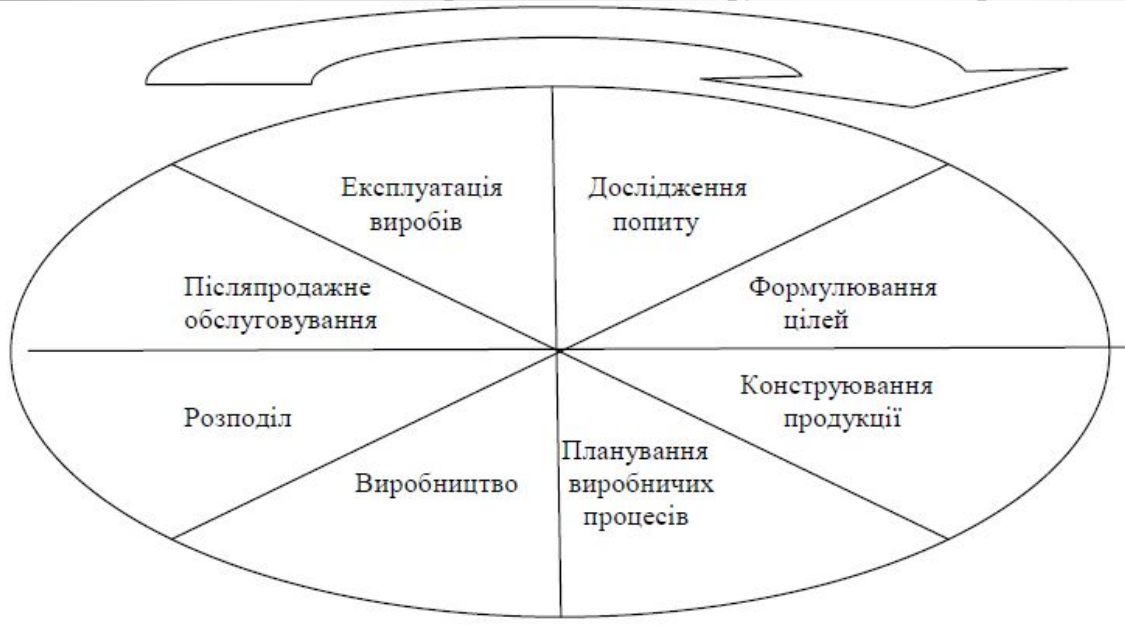 Експлуатація
виробів
Дослідження
попиту
Формулювання
цілей
Конструювання
продукції
Планування
виробничих
процесів
Виробництво
Розподіл
Післяпродажне
обслуговування